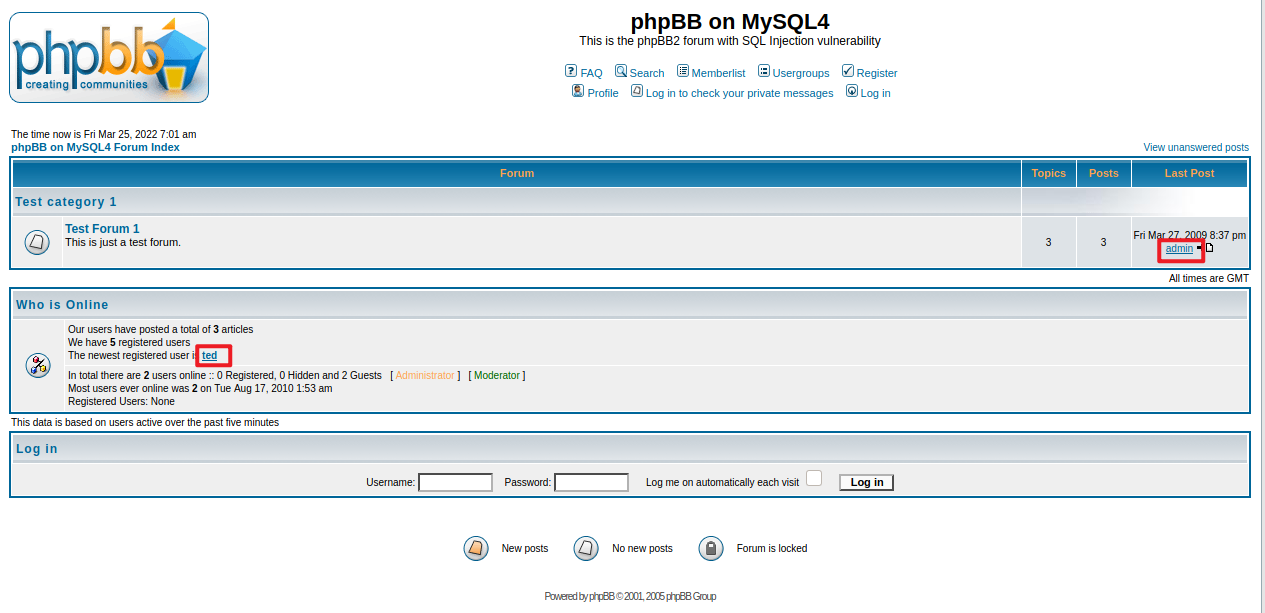 phpBB
creating communities
phpBB on MySQL4
This is the phpBB2 forum with SQL Injection vulnerability
FAQ Search Memberlist Usergroups Register
Profile Log in to check your private messages Log in
The time now is Fri Mar 25, 2022 7:01 am
phpBB on MySQL4 Forum Index View unanswered posts
Forum Topics Posts Last Post
Test category 1
Test Forum 1
This is just a test forum.
3 3 Fri Mar 27, 2009 8:37 pm
admin
All times are GMT
Who is Online
Our users have posted a total of 3 articles
We have 5 registered users
The newest registered user ted
In total there are 2 users online :: 0 Registered, 0 Hidden and 2 Guests [ Administrator ] [ Moderator ]
Most users ever online was 2 on Tue Aug 17, 2010 1:53 am
Registered Users: None
This data is based on users active over the past five minutes
Log in
Username: Password: Log me on automatically each visit Log in
New posts No new posts Forum is locked
Powered by phpBB © 2001, 2005 phpBB Group